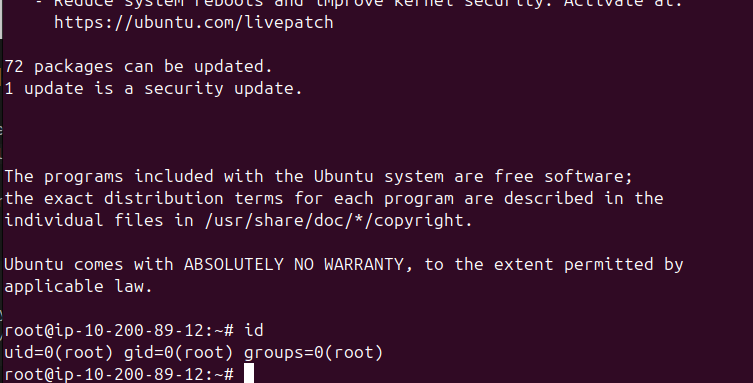 - Reduce system reboots and improve kernel security. Activate at:
https://ubuntu.com/livepatch
72 packages can be updated.
1 update is a security update.
The programs included with the Ubuntu system are free software;
the exact distribution terms for each program are described in the
individual files in /usr/share/doc/*/copyright.
Ubuntu comes with ABSOLUTELY NO WARRANTY, to the extent permitted by
applicable law.
root@ip-10-200-89-12:~# id
uid=0(root) gid=0(root) groups=0(root)
root@ip-10-200-89-12:~#